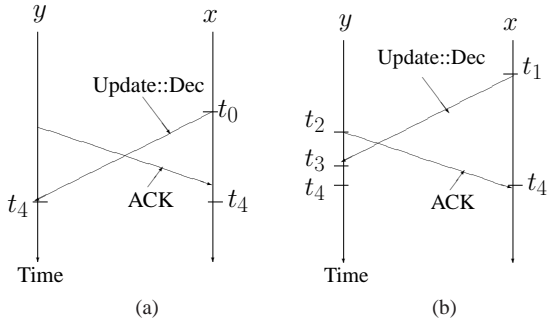 y x
Update::Dec
t0
t4 t4
ACK
Time
(a)
y x
Update::Dec
t1
t2
t3
t4 t4
ACK
Time
(b)